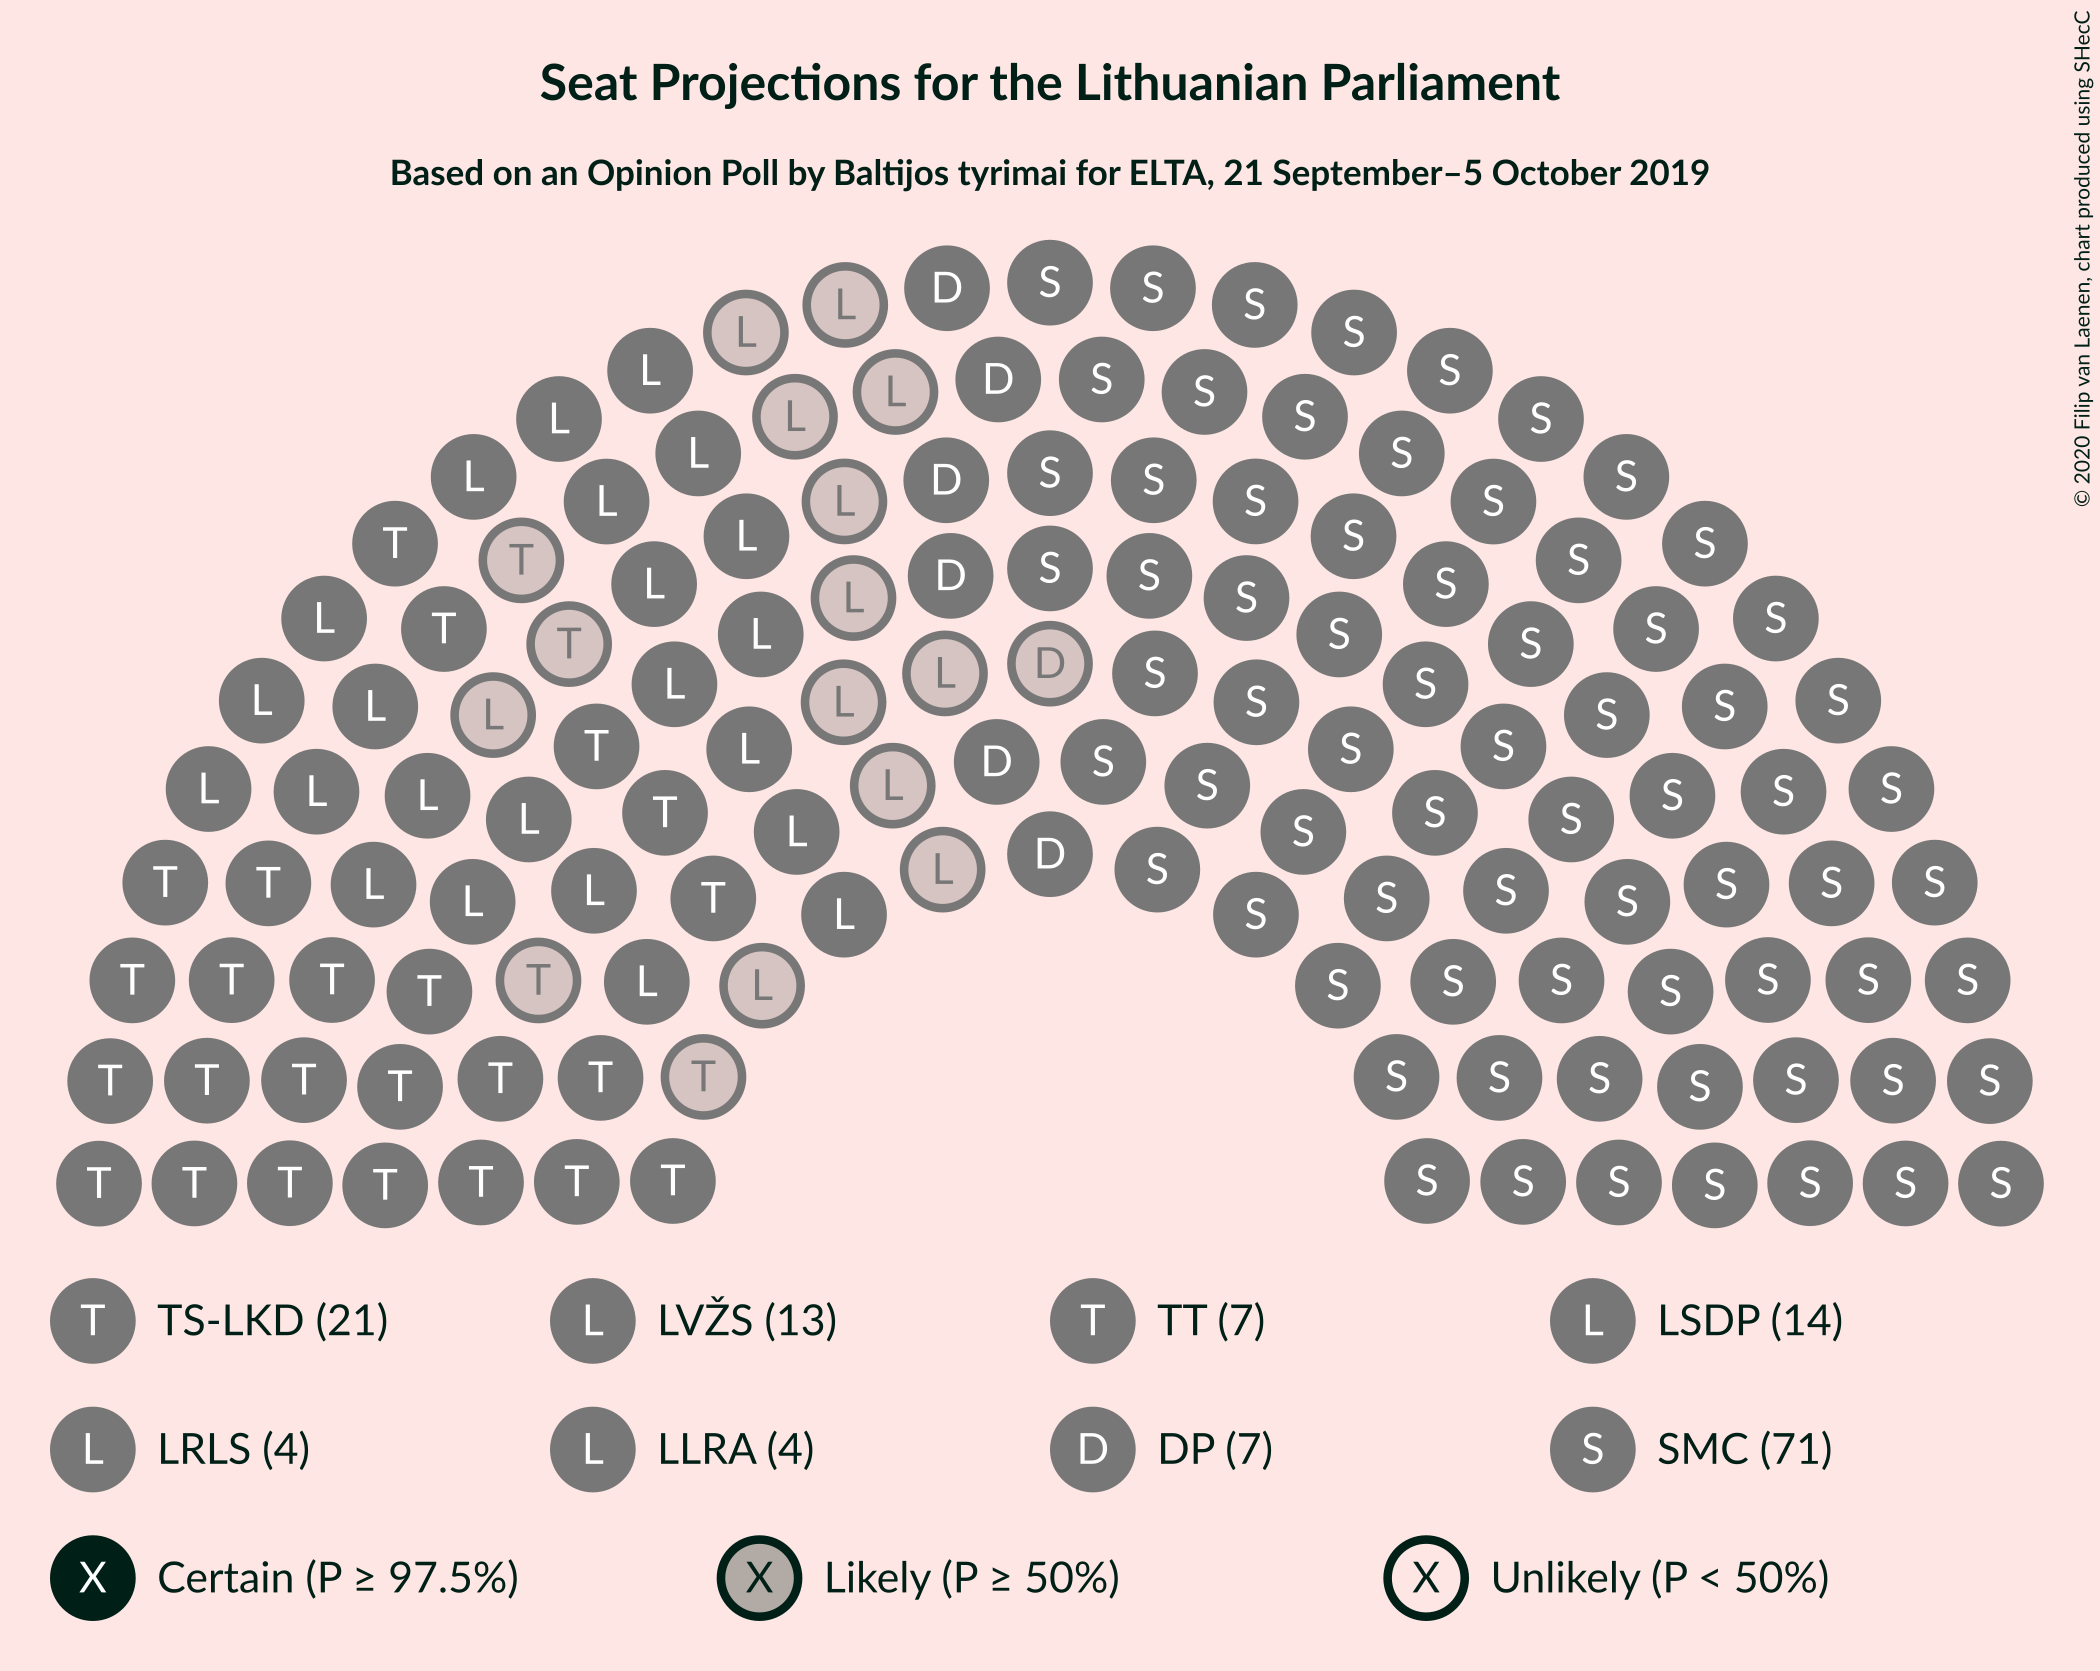 Seat Projections for the Lithuanian Parliament
Based on an Opinion Poll by Baltijos tyrimai for ELTA, 21 September–5 October 2019
© 2020 Filip van Laenen, chart produced using SHecC
L L D S S S S
L L L D S S S S S
L L L L D S S S S S S
T T L L L D S S S S S S S
L T T L L L D S S S S S S S S
L L L T L L L L D S S S S S S S S S
L L L L T L L L D S S S S S S S S S
T T L L L T L L D S S S S S S S S
T T T T T L L S S S S S S S
T T T T T T T S S S S S S S
T T T T T T T S S S S S S S
T TS-LKD (21) L LVŽS (13) T TT (7) L LSDP (14)
L LRLS (4) L LLRA (4) D DP (7) S SMC (71)
X Certain (P ≥ 97.5%) X Likely (P ≥ 50%) X Unlikely (P < 50%)